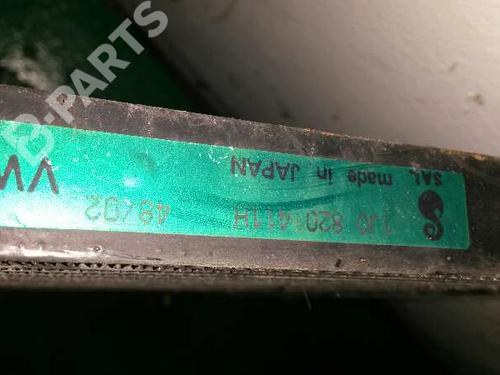 1J0 820 411H
48/02
SAL made in JAPAN
VW
B-PARTS